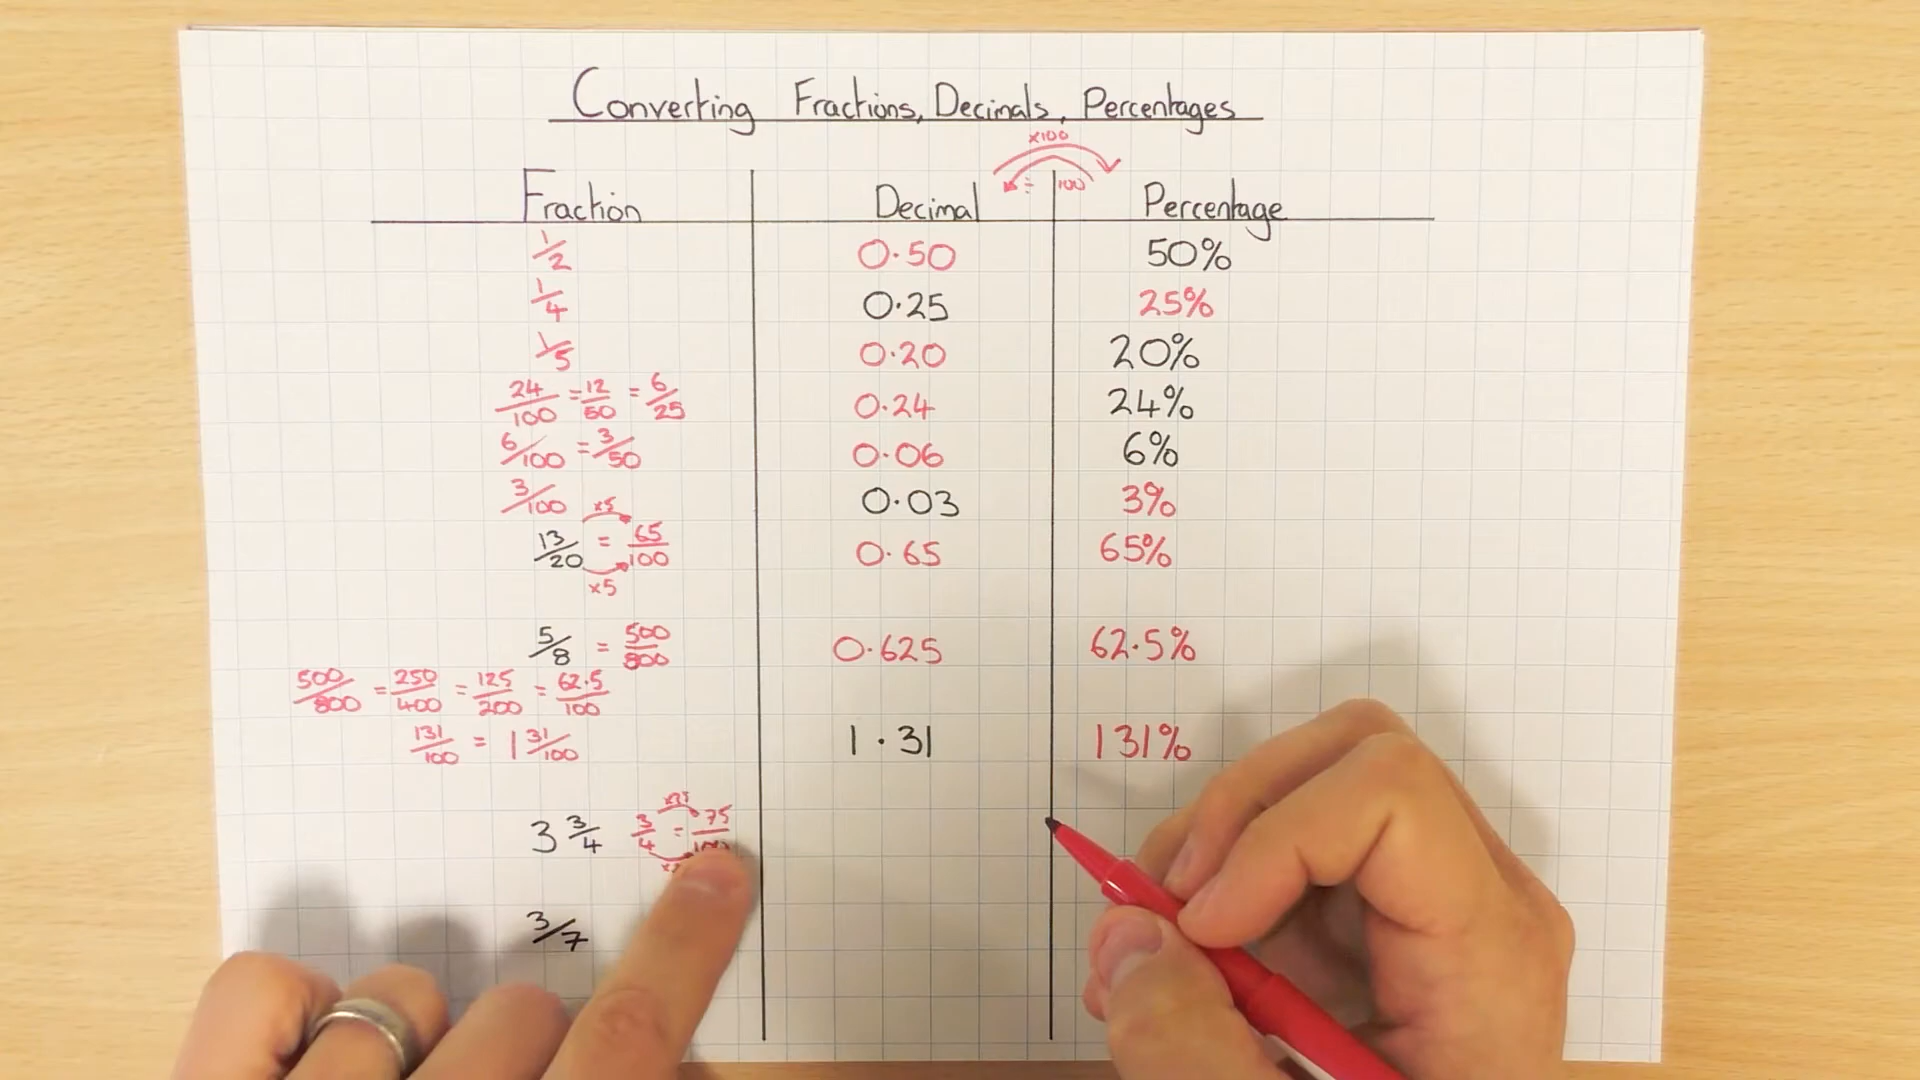 Converting Fractions, Decimals, Percentages
×100
÷ 100
Fraction Decimal Percentage
1/2 0.50 50%
1/4 0.25 25%
1/5 0.20 20%
24/100 = 12/50 = 6/25 0.24 24%
6/100 = 3/50 0.06 6%
3/100 0.03 3%
×5
13/20 = 65/100 0.65 65%
×5
5/8 = 500/800 0.625 62.5%
500/800 = 250/400 = 125/200 = 62.5/100
131/100 = 1 31/100 1.31 131%
3 3/4 3/4 = 75/
3/7